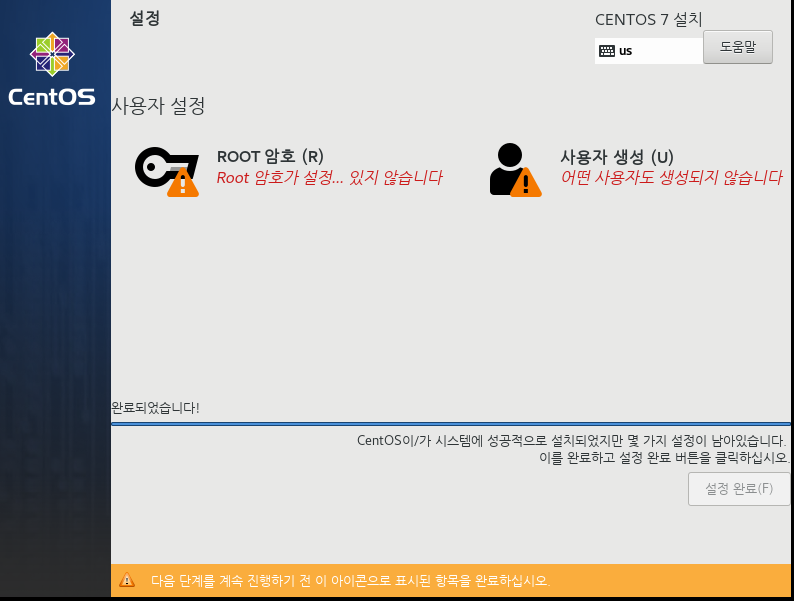 설정
CENTOS 7 설치
us
도움말
CentOS
사용자 설정
ROOT 암호 (R)
Root 암호가 설정... 있지 않습니다
사용자 생성 (U)
어떤 사용자도 생성되지 않습니다
완료되었습니다!
CentOS이/가 시스템에 성공적으로 설치되었지만 몇 가지 설정이 남아있습니다.
이를 완료하고 설정 완료 버튼을 클릭하십시오.
설정 완료(F)
다음 단계를 계속 진행하기 전 이 아이콘으로 표시된 항목을 완료하십시오.